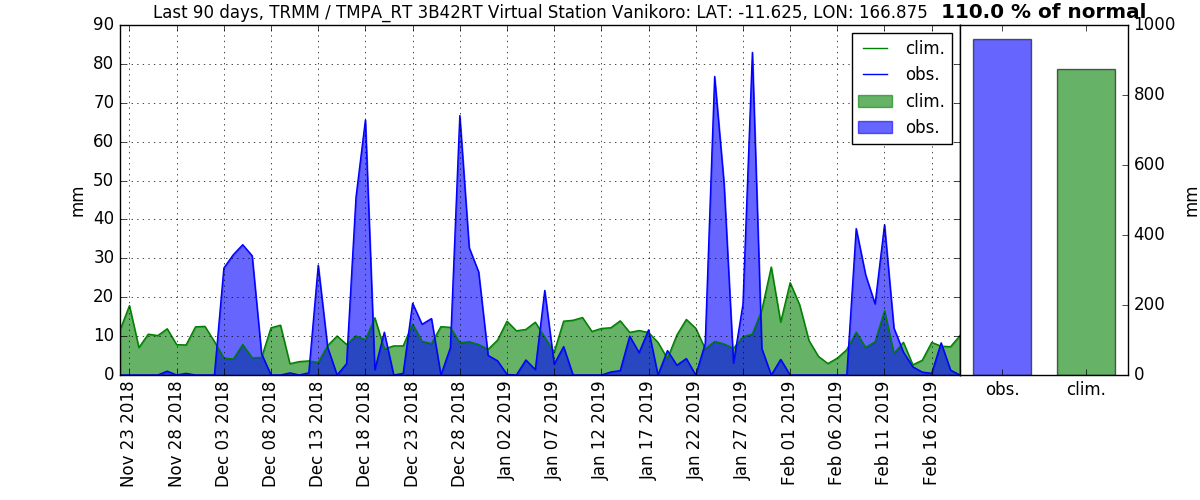 Last 90 days, TRMM / TMPA_RT 3B42RT Virtual Station Vanikoro: LAT: -11.625, LON: 166.875
110.0 % of normal
90
80
70
60
50
40
30
20
10
0
mm
clim.
obs.
clim.
obs.
Nov 23 2018
Nov 28 2018
Dec 03 2018
Dec 08 2018
Dec 13 2018
Dec 18 2018
Dec 23 2018
Dec 28 2018
Jan 02 2019
Jan 07 2019
Jan 12 2019
Jan 17 2019
Jan 22 2019
Jan 27 2019
Feb 01 2019
Feb 06 2019
Feb 11 2019
Feb 16 2019
1000
800
600
400
200
0
mm
obs.
clim.